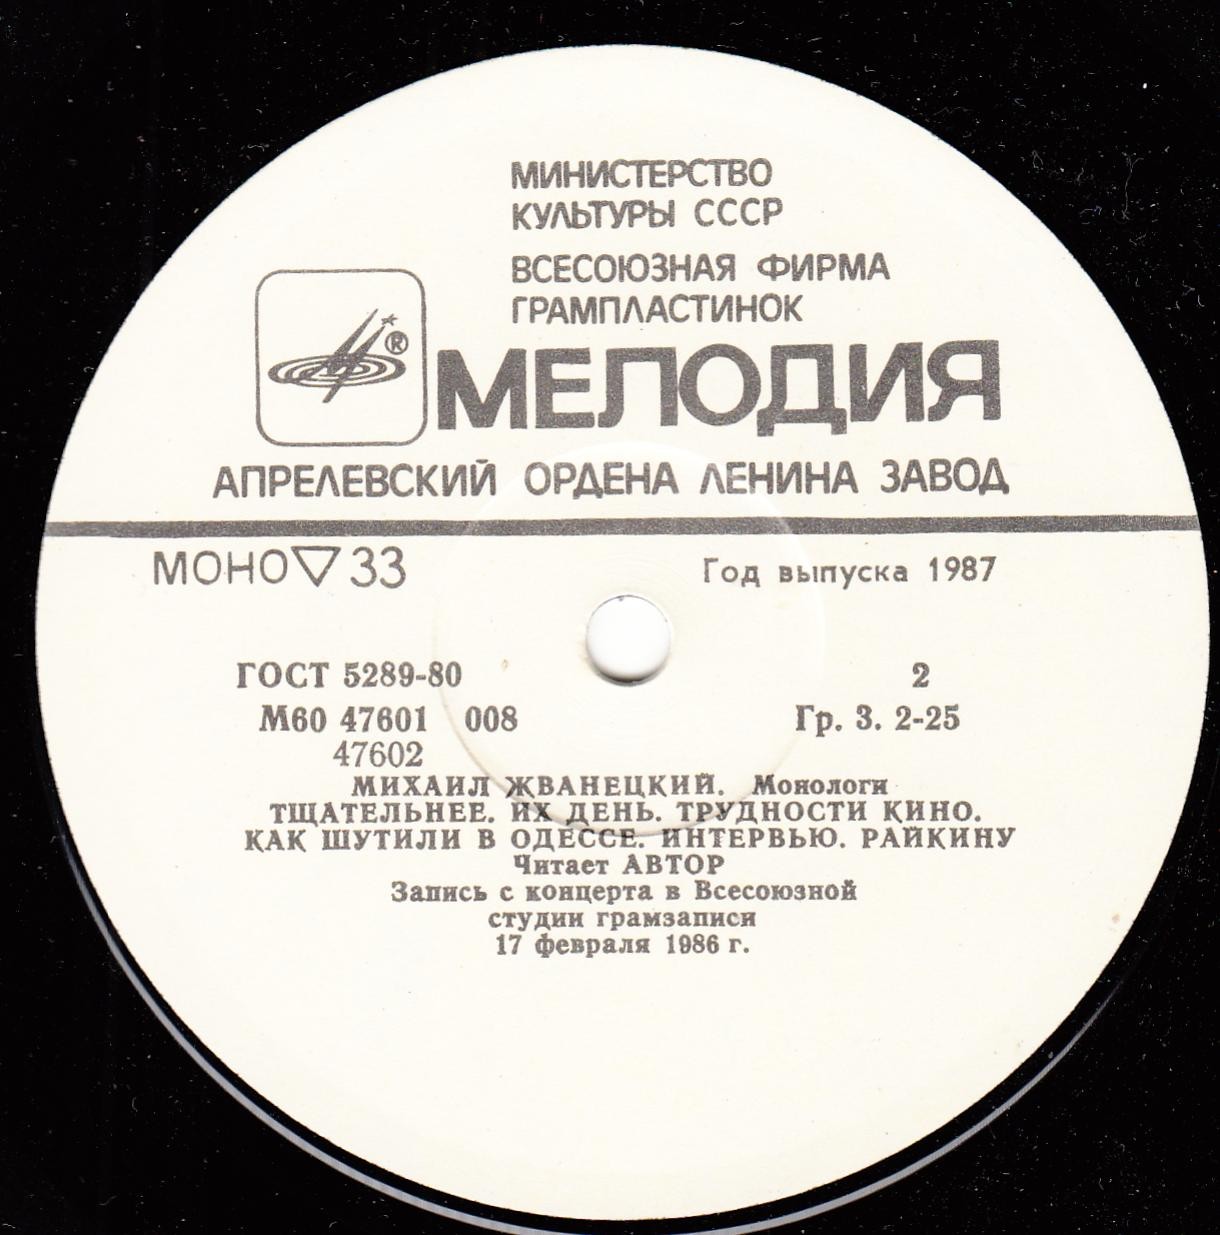 МИНИСТЕРСТВО
КУЛЬТУРЫ СССР
ВСЕСОЮЗНАЯ ФИРМА
ГРАМПЛАСТИНОК
®
МЕЛОДИЯ
АПРЕЛЕВСКИЙ ОРДЕНА ЛЕНИНА ЗАВОД
МОНО ▽ 33 Год выпуска 1987
ГОСТ 5289-80 2
М60 47601 008 Гр. 3. 2-25
47602
МИХАИЛ ЖВАНЕЦКИЙ. Монологи
ТЩАТЕЛЬНЕЕ. ИХ ДЕНЬ. ТРУДНОСТИ КИНО.
КАК ШУТИЛИ В ОДЕССЕ. ИНТЕРВЬЮ. РАЙКИНУ
Читает АВТОР
Запись с концерта в Всесоюзной
студии грамзаписи
17 февраля 1986 г.